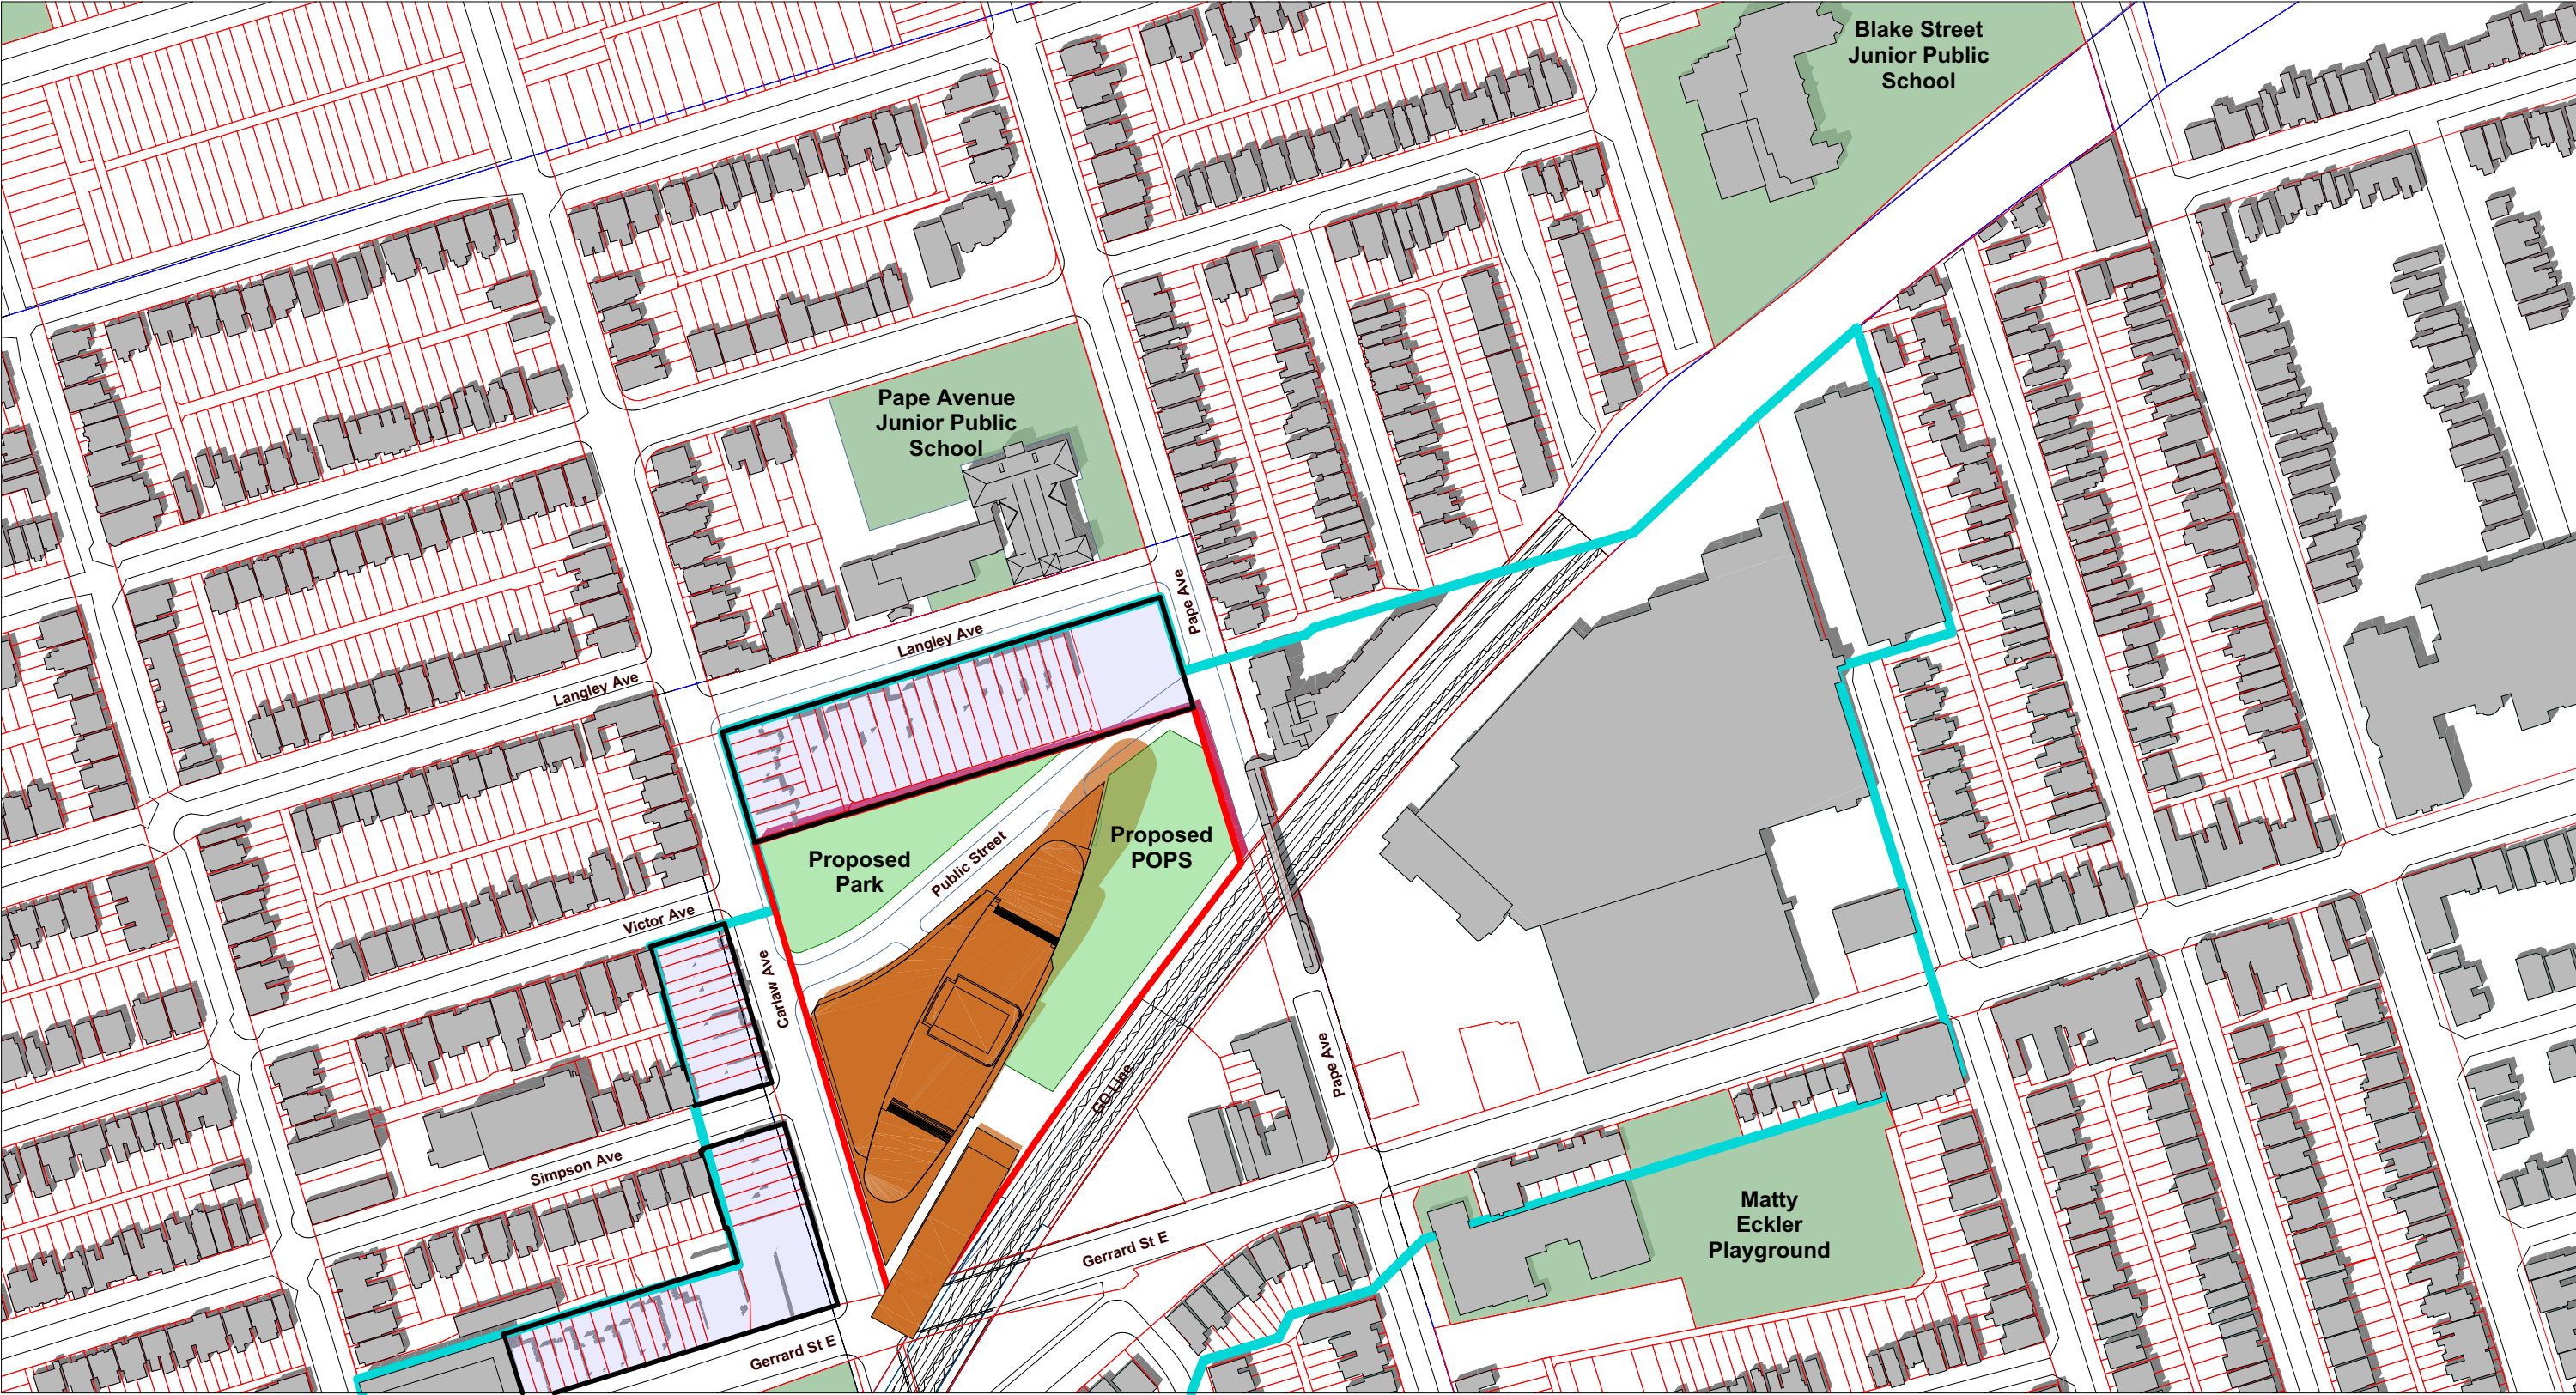 Blake Street
Junior Public
School
Pape Avenue
Junior Public
School
Pape Ave
Langley Ave
Langley Ave
Proposed
Park
Public Street
Proposed
POPS
Victor Ave
Carlaw Ave
GO Line
Pape Ave
Simpson Ave
Matty
Eckler
Playground
Gerrard St E
Gerrard St E